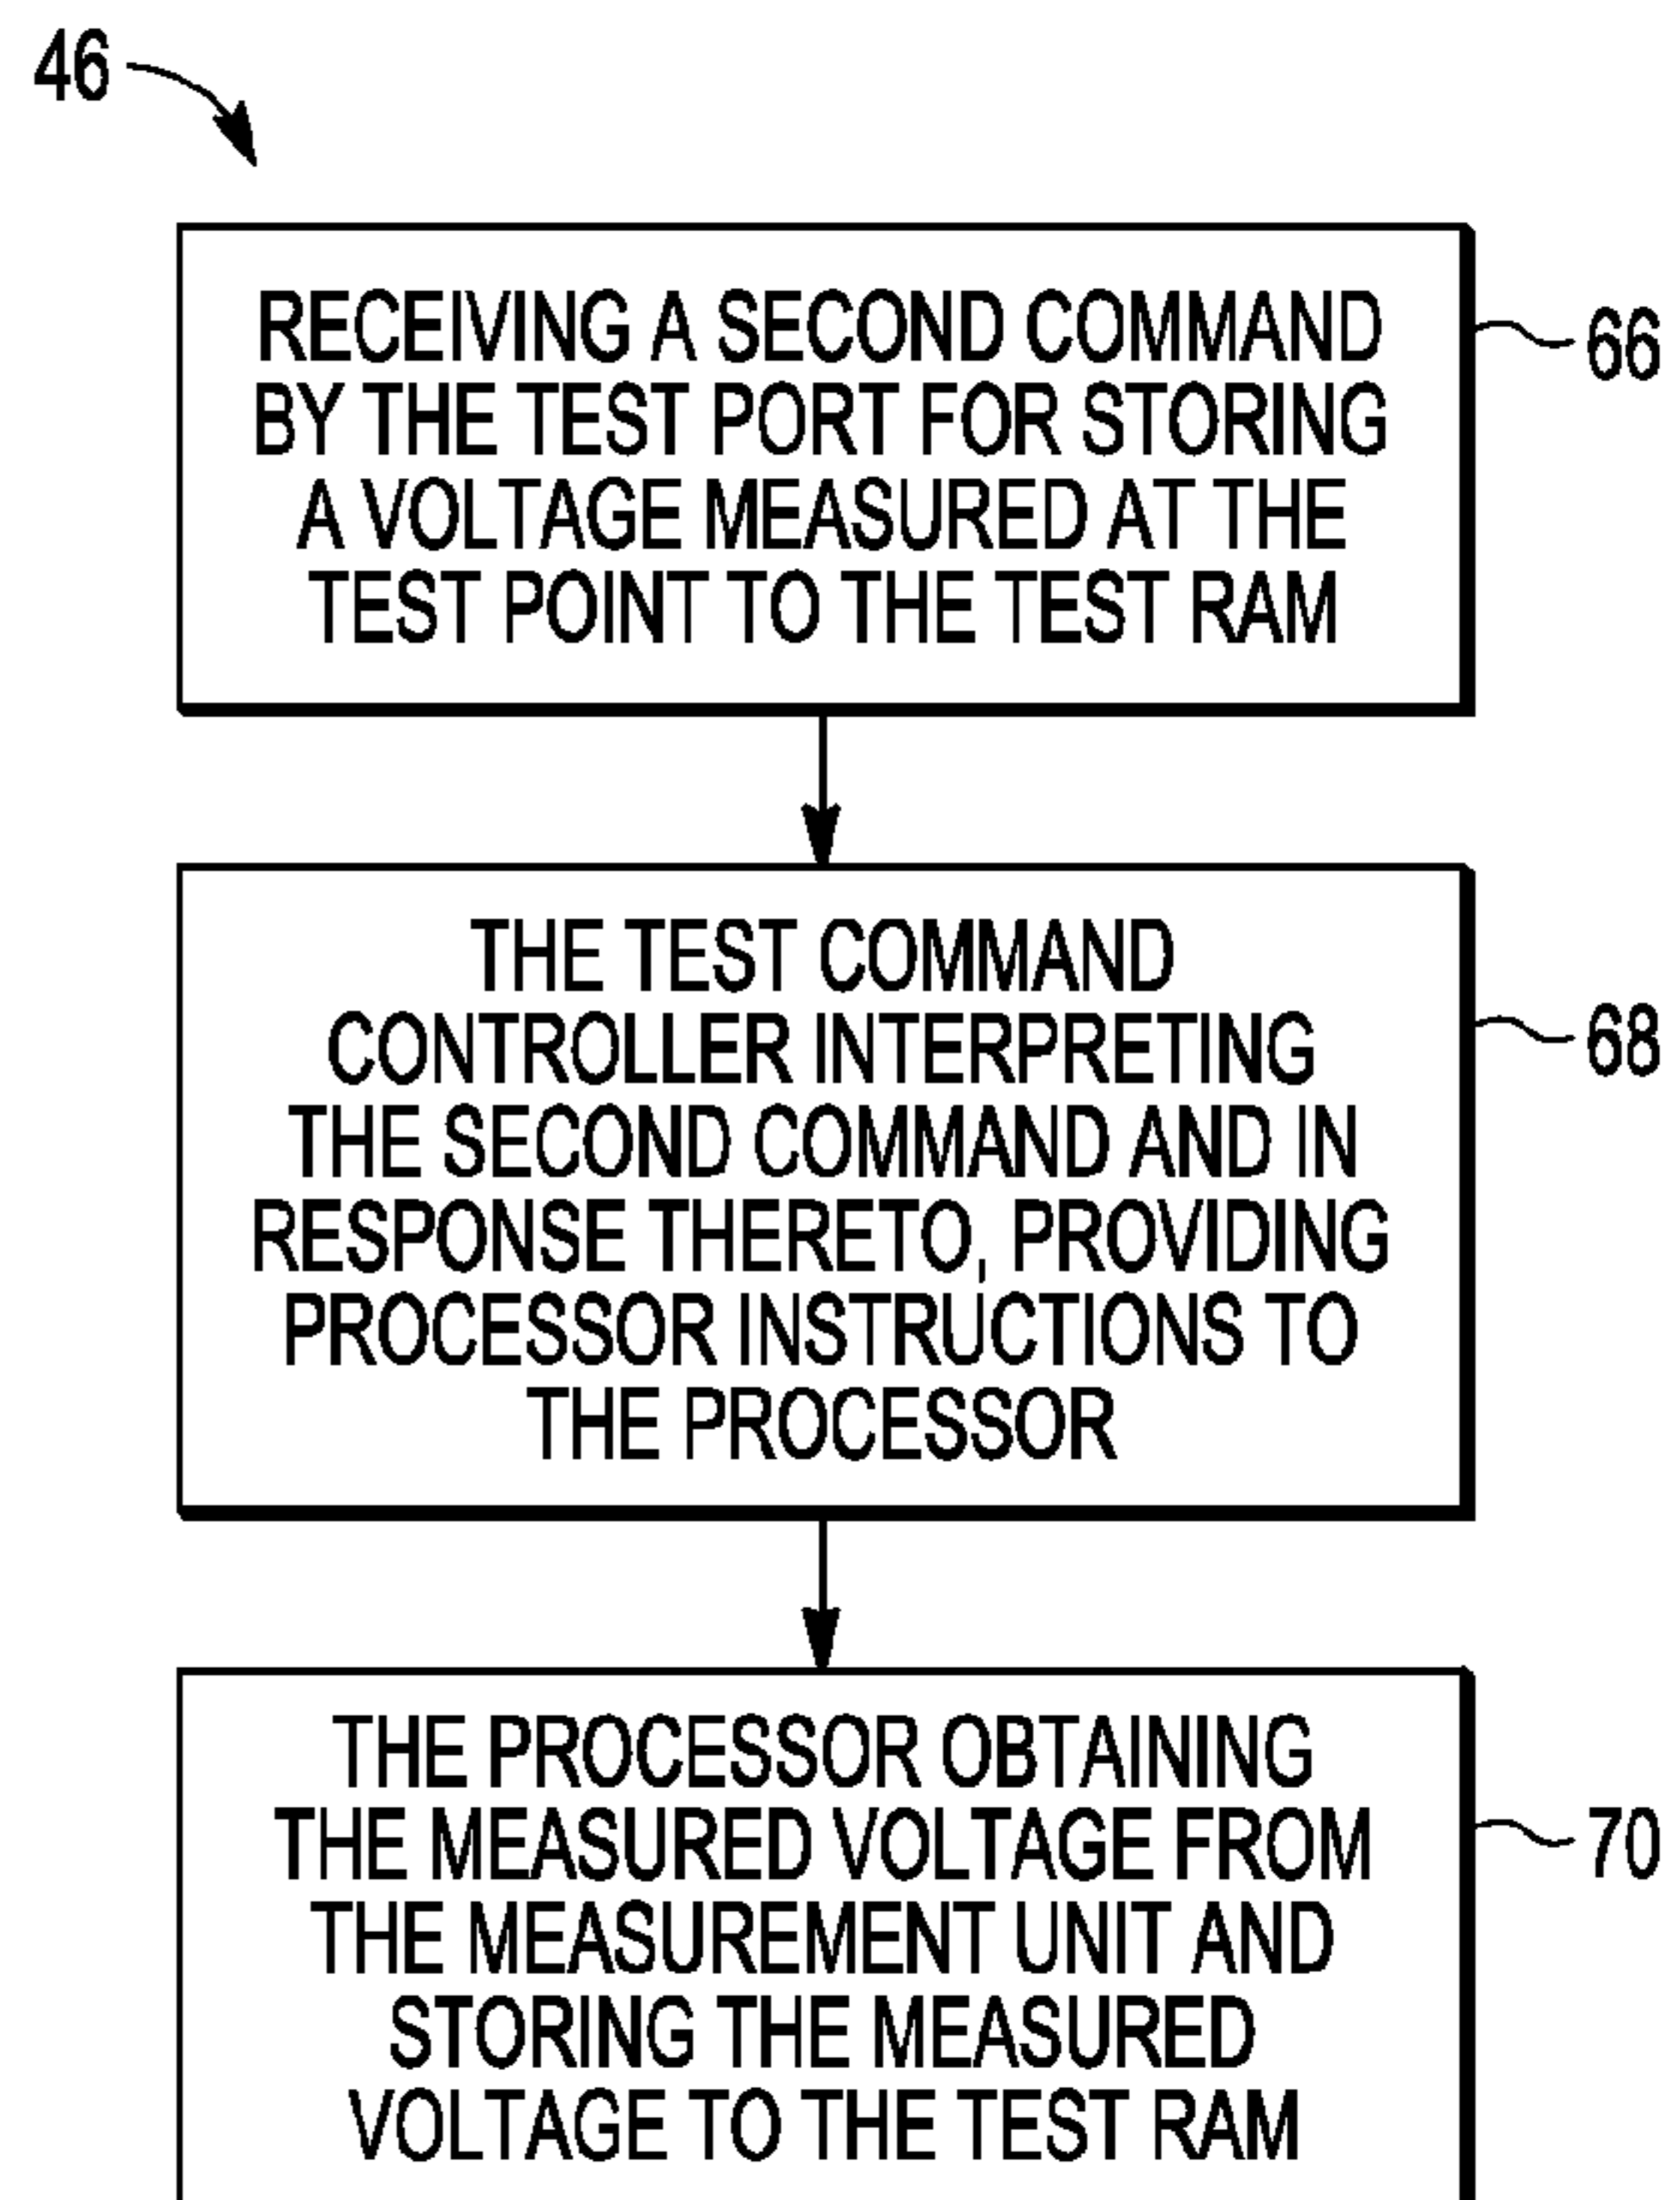 46
RECEIVING A SECOND COMMAND
BY THE TEST PORT FOR STORING
A VOLTAGE MEASURED AT THE
TEST POINT TO THE TEST RAM
66
THE TEST COMMAND
CONTROLLER INTERPRETING
THE SECOND COMMAND AND IN
RESPONSE THERETO, PROVIDING
PROCESSOR INSTRUCTIONS TO
THE PROCESSOR
68
THE PROCESSOR OBTAINING
THE MEASURED VOLTAGE FROM
THE MEASUREMENT UNIT AND
STORING THE MEASURED
VOLTAGE TO THE TEST RAM
70